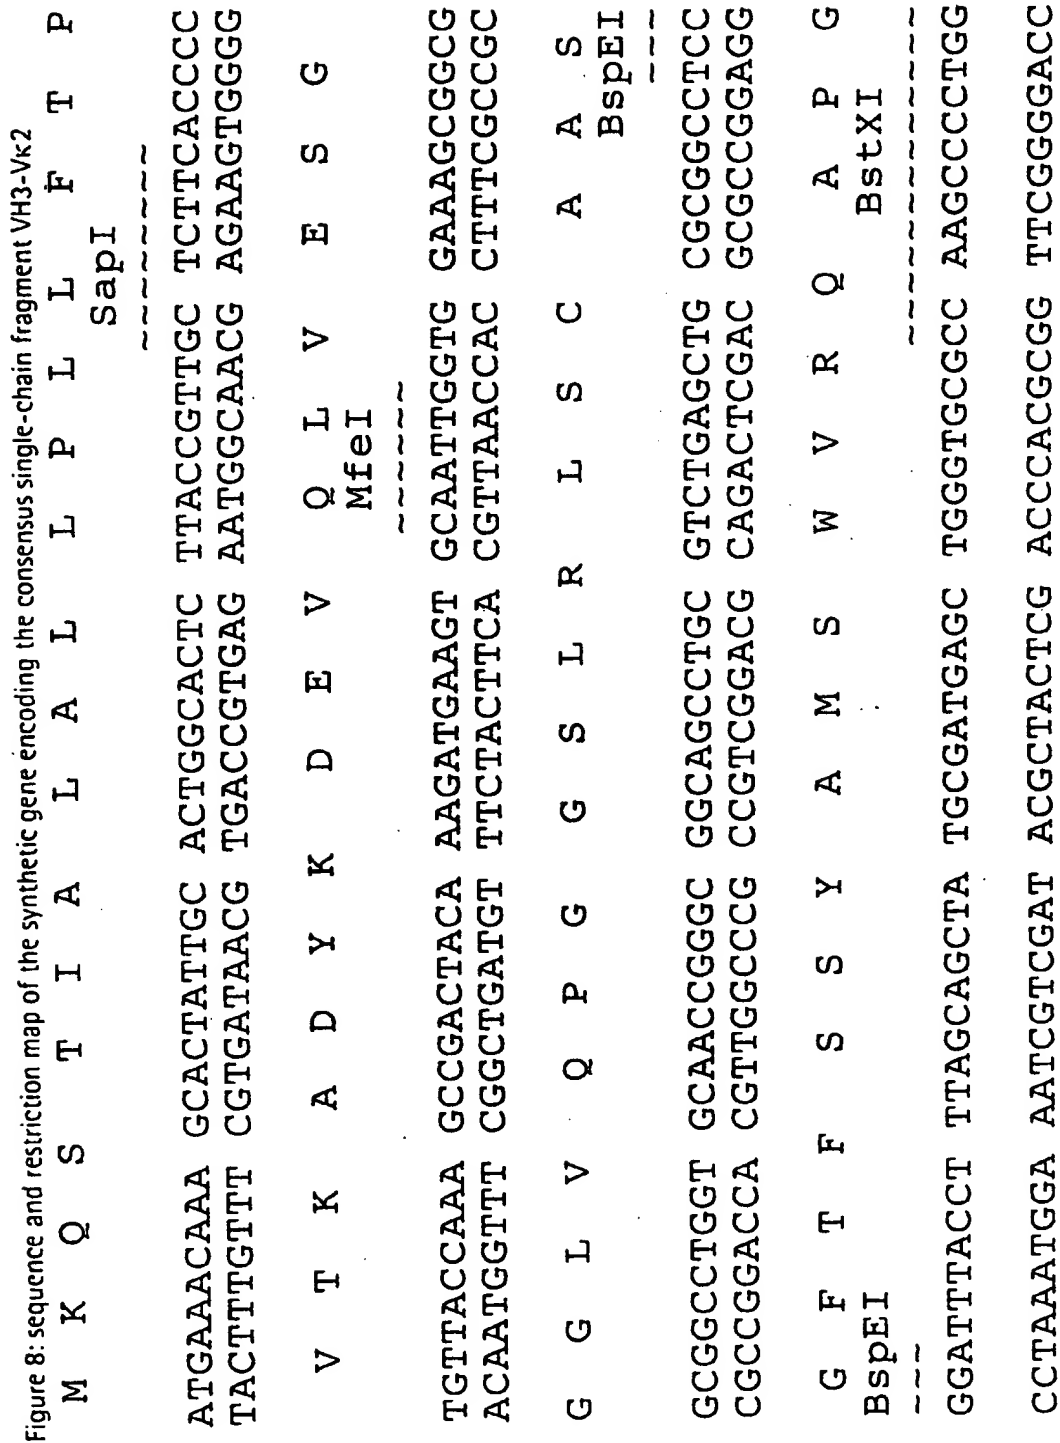 Figure 8: sequence and restriction map of the synthetic gene encoding the consensus single-chain fragment VH3-Vκ2
M K Q S T I A L A L L P L L F T P
SapI
~~~~~~~~
ATGAAACAAA GCACTATTGC ACTGGCACTC TTACCGTTGC TCTTCACCCC
TACTTTGTTT CGTGATAACG TGACCGTGAG AATGGCAACG AGAAGTGGGG
V T K A D Y K D E V Q L V E S G
MfeI
~~~~~~
TGTTACCAAA GCCGACTACA AAGATGAAGT GCAATTGGTG GAAAGCGGCG
ACAATGGTTT CGGCTGATGT TTCTACTTCA CGTTAACCAC CTTTCGCCGC
G G L V Q P G G S L R L S C A A S
BspEI
~~~
GCGGCCTGGT GCAACCGGGC GGCAGCCTGC GTCTGAGCTG CGCGGCCTCC
CGCCGGACCA CGTTGGCCCG CCGTCGGACG CAGACTCGAC GCGCCGGAGG
G F T F S S Y A M S W V R Q A P G
BspEI BstXI
~~~ ~~~~~~~~~~~~
GGATTTACCT TTAGCAGCTA TGCGATGAGC TGGGTGCGCC AAGCCCCTGG
CCTAAATGGA AATCGTCGAT ACGCTACTCG ACCCACGCGG TTCGGGGACC